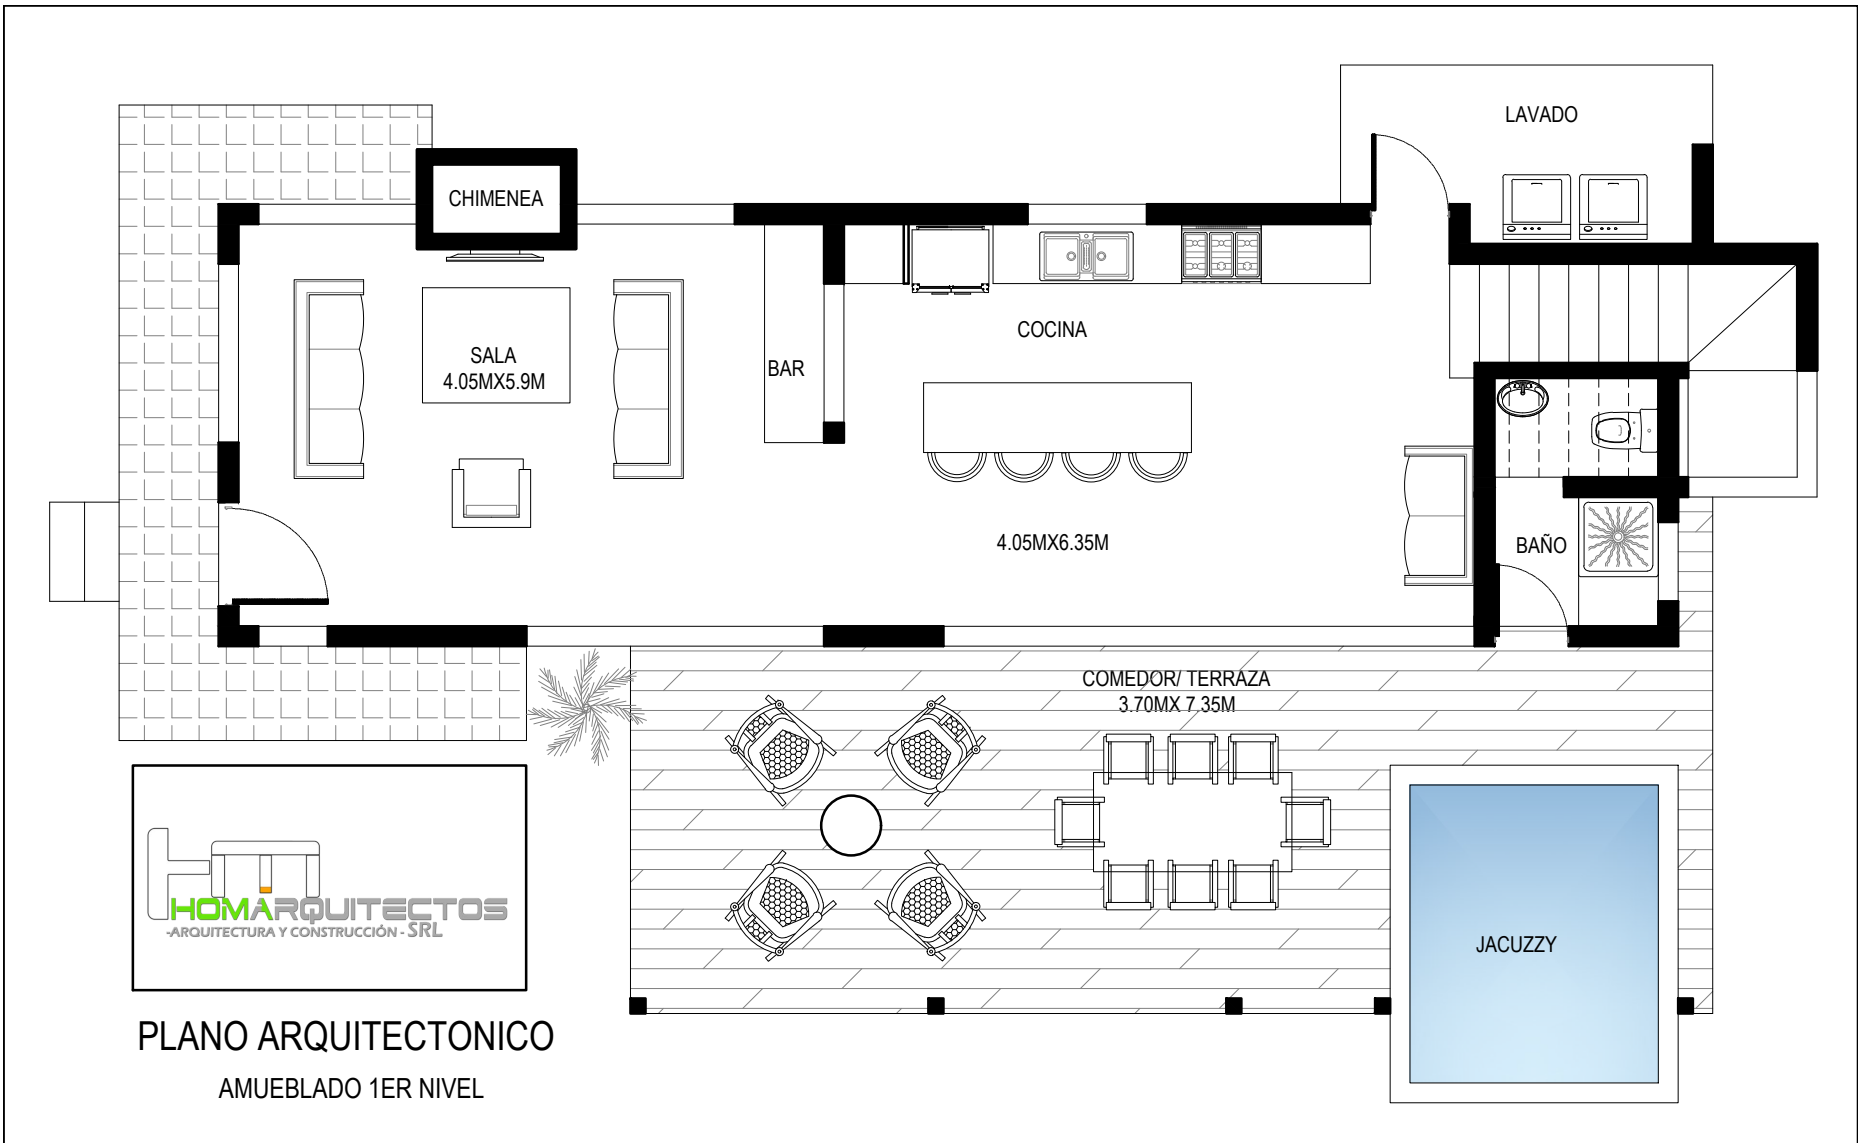 LAVADO
CHIMENEA
COCINA
SALA
4.05MX5.9M
BAR
4.05MX6.35M
BAÑO
COMEDOR/ TERRAZA
3.70MX 7.35M
JACUZZY
HOMARQUITECTOS
-ARQUITECTURA Y CONSTRUCCIÓN - SRL
PLANO ARQUITECTONICO
AMUEBLADO 1ER NIVEL